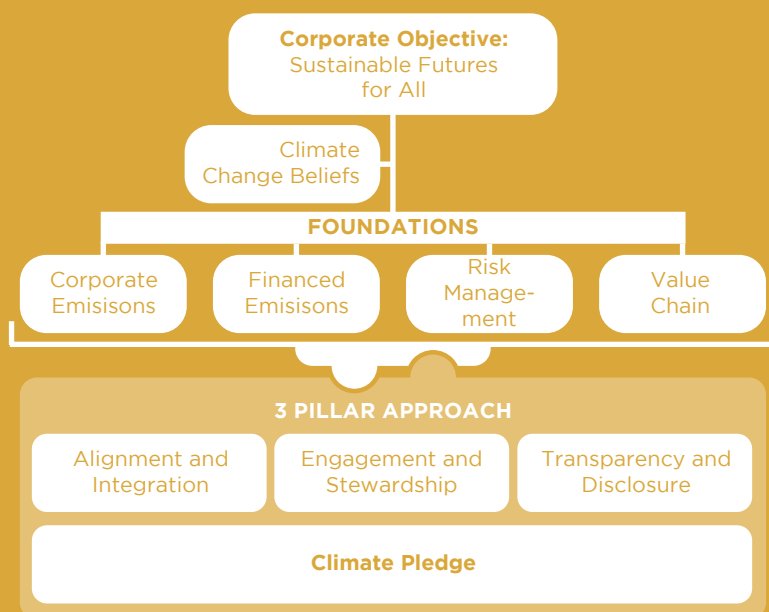 Corporate Objective:
Sustainable Futures
for All
Climate
Change Beliefs
FOUNDATIONS
Corporate
Emisisons
Financed
Emisisons
Risk
Manage-
ment
Value
Chain
3 PILLAR APPROACH
Alignment and
Integration
Engagement and
Stewardship
Transparency and
Disclosure
Climate Pledge